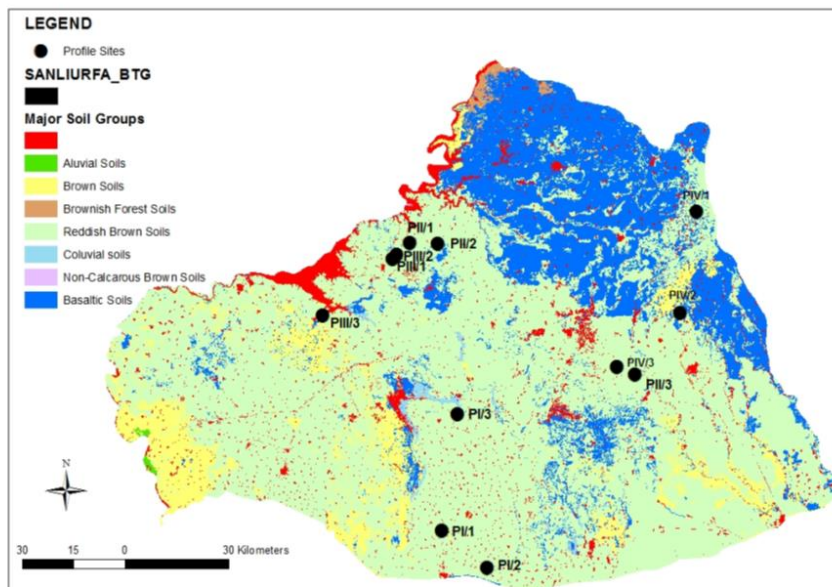 LEGEND
Profile Sites
SANLIURFA_BTG
Major Soil Groups
Aluvial Soils
Brown Soils
Brownish Forest Soils
Reddish Brown Soils
Coluvial soils
Non-Calcarous Brown Soils
Basaltic Soils
PIV/1
PII/1
PII/2
PIII/2
PIII/1
PIV/2
PIII/3
PIV/3
PII/3
PI/3
N
PI/1
PI/2
30 15 0 30 Kilometers